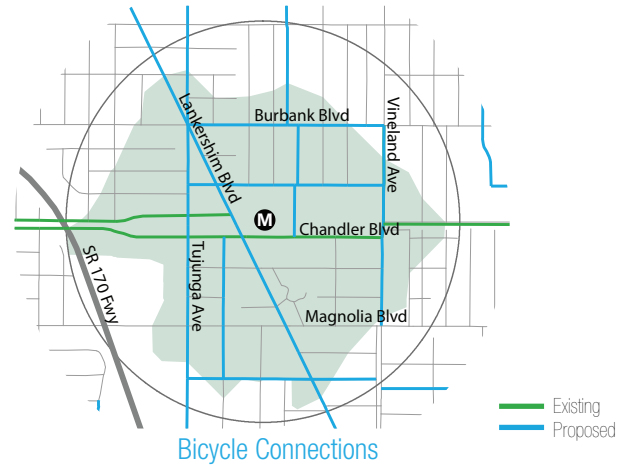 Lankershim Blvd
Burbank Blvd
Vineland Ave
M
Chandler Blvd
SR 170 Fwy
Tujunga Ave
Magnolia Blvd
Existing
Proposed
Bicycle Connections